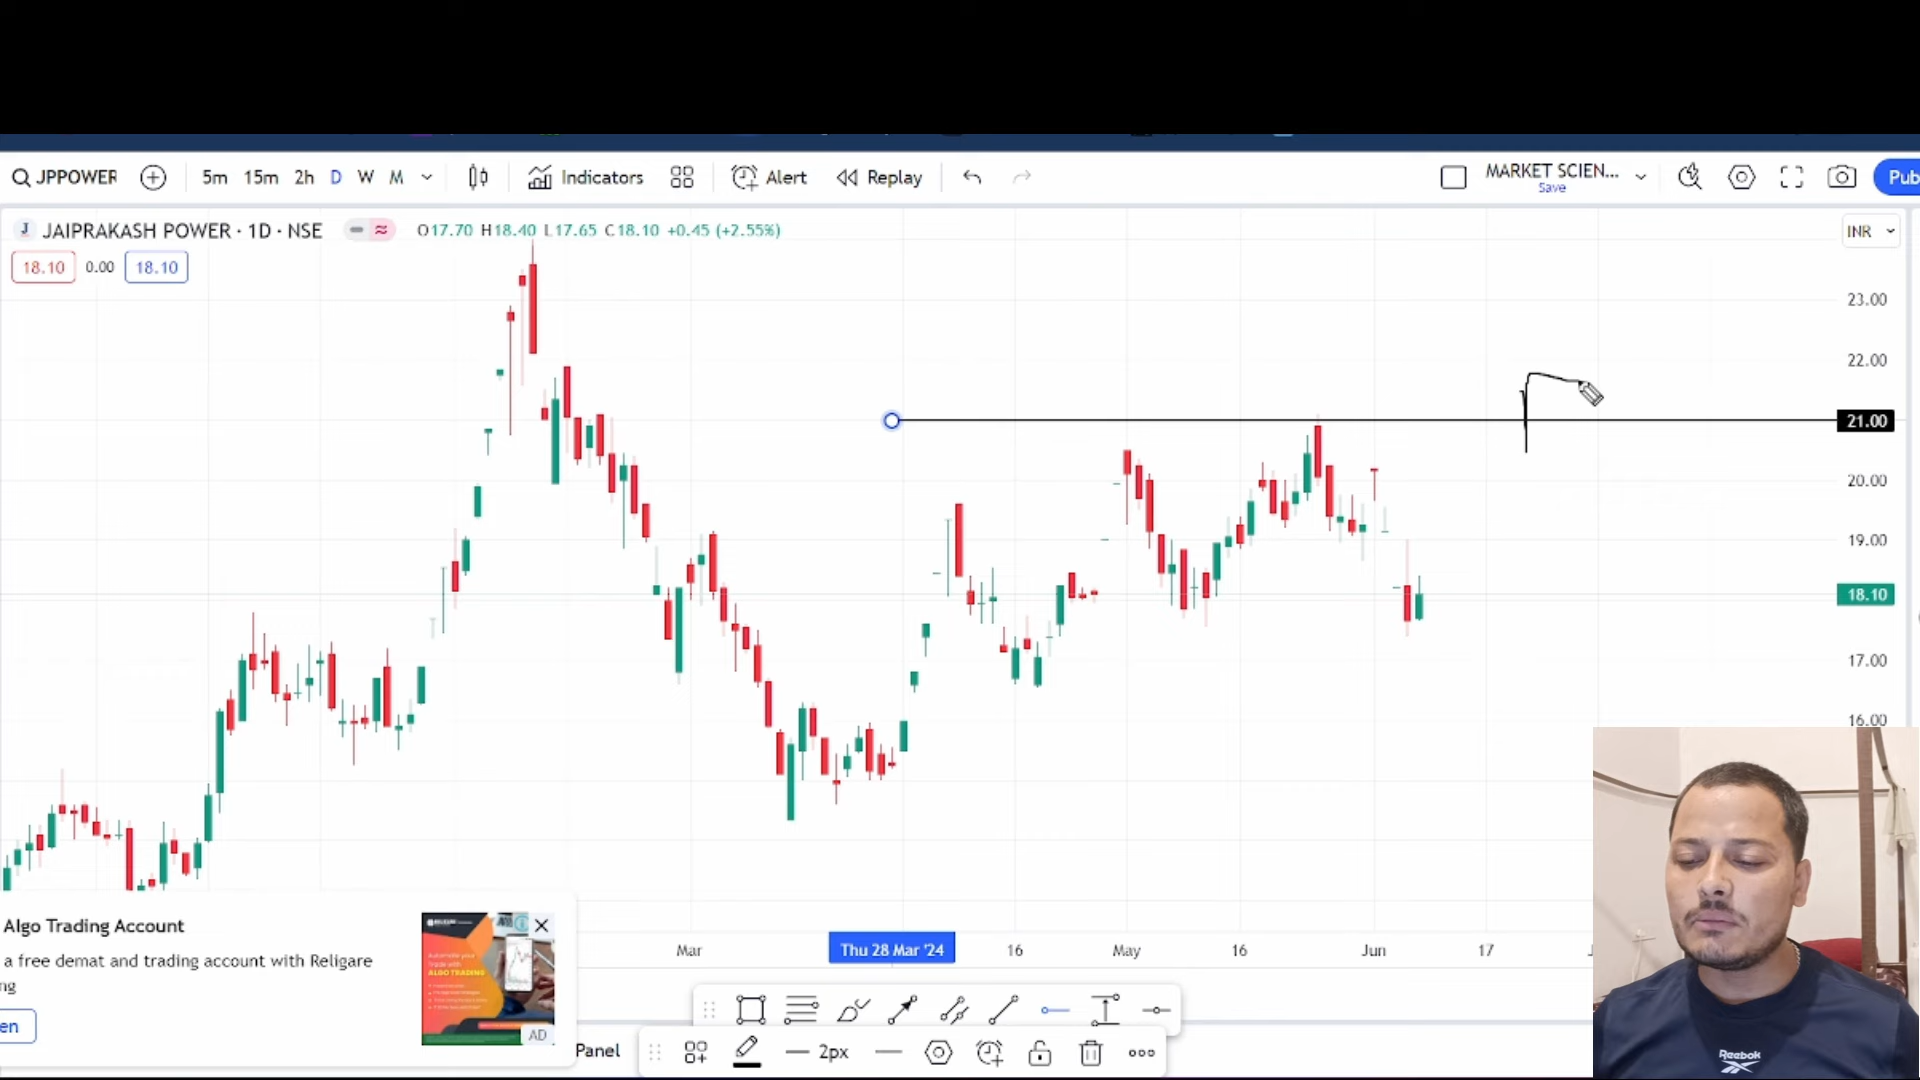 JPPOWER 5m 15m 2h D W M Indicators Alert Replay MARKET SCIEN... Pub
Save
J JAIPRAKASH POWER · 1D · NSE O17.70 H18.40 L17.65 C18.10 +0.45 (+2.55%) INR
18.10 0.00 18.10
23.00
22.00
21.00
20.00
19.00
18.10
17.00
16.00
Mar Thu 28 Mar '24 16 May 16 Jun 17
Algo Trading Account
a free demat and trading account with Religare
ng
en
ALGO TRADING
AD
Panel 2px
Reebok